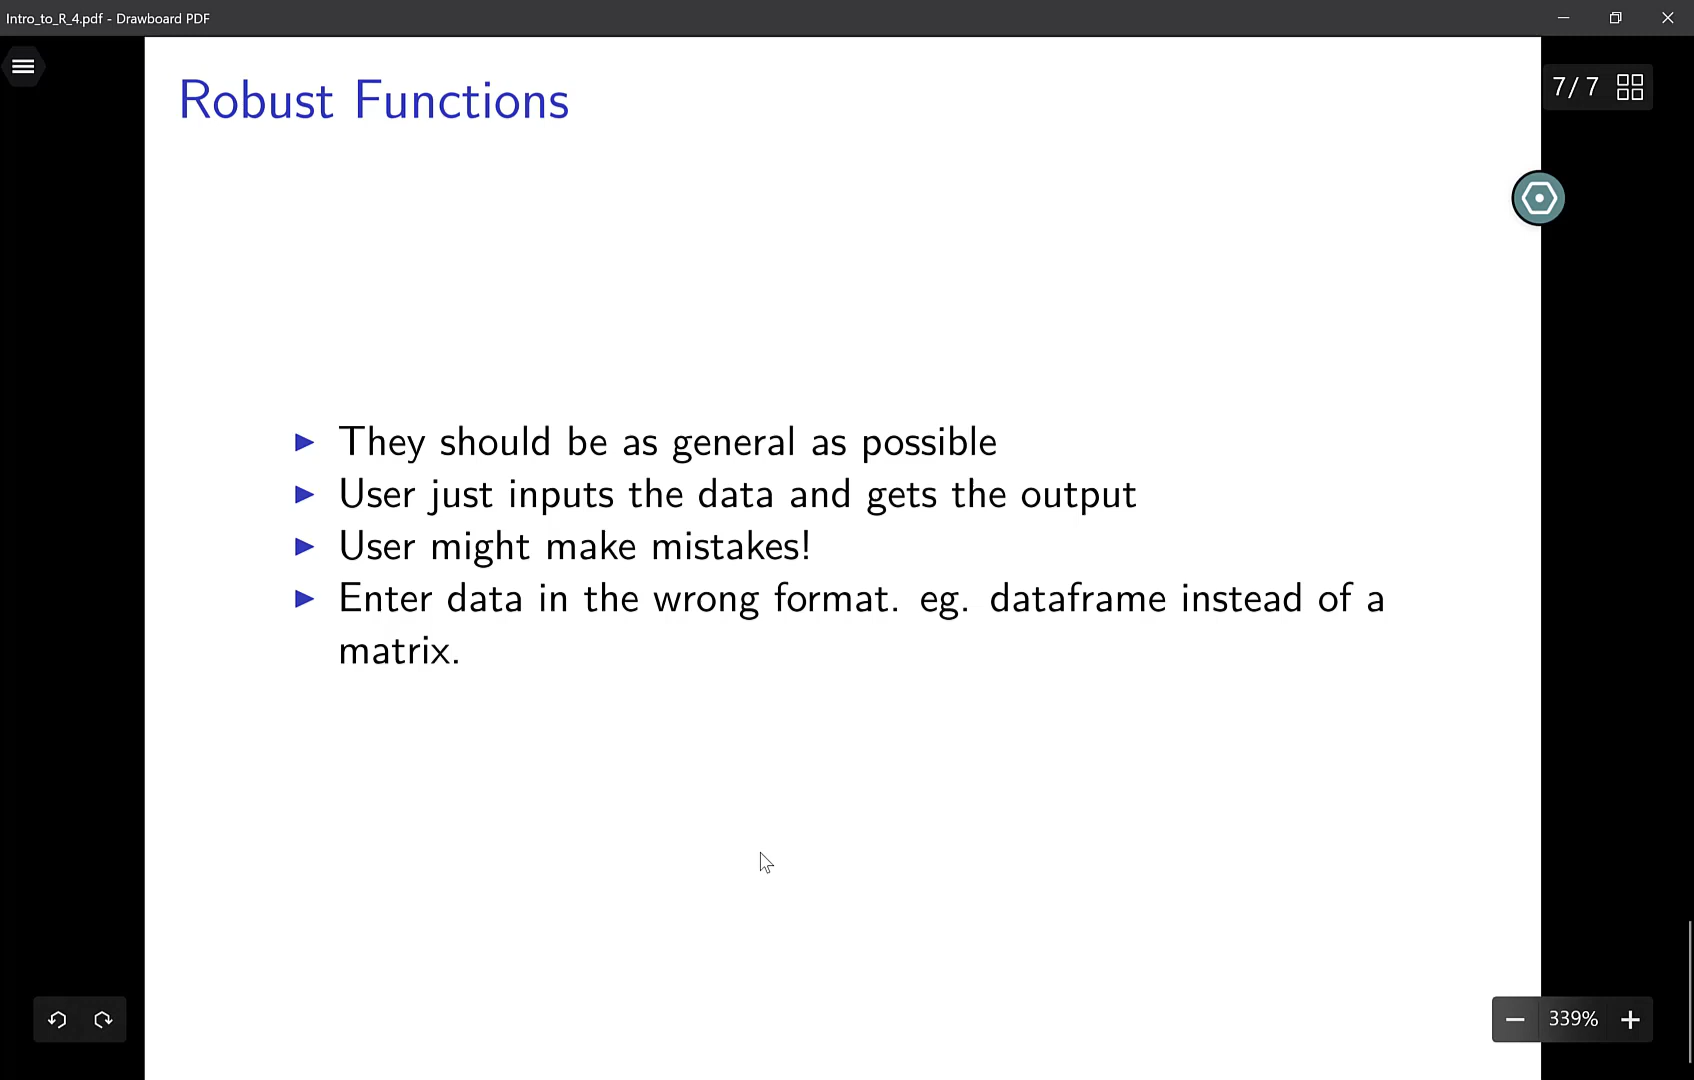 Intro_to_R_4.pdf - Drawboard PDF
Robust Functions
7/ 7
They should be as general as possible
User just inputs the data and gets the output
User might make mistakes!
Enter data in the wrong format. eg. dataframe instead of a
matrix.
339%